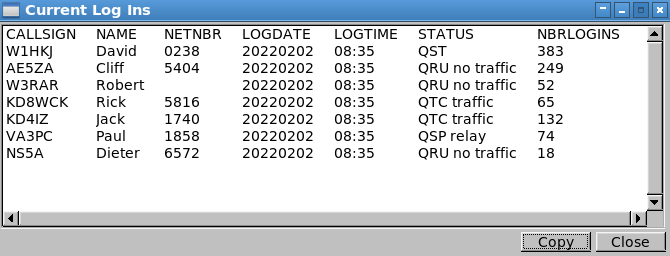 Current Log Ins
CALLSIGN NAME NETNBR LOGDATE LOGTIME STATUS NBRLOGINS
W1HKJ David 0238 20220202 08:35 QST 383
AE5ZA Cliff 5404 20220202 08:35 QRU no traffic 249
W3RAR Robert 20220202 08:35 QRU no traffic 52
KD8WCK Rick 5816 20220202 08:35 QTC traffic 65
KD4IZ Jack 1740 20220202 08:35 QTC traffic 132
VA3PC Paul 1858 20220202 08:35 QSP relay 74
NS5A Dieter 6572 20220202 08:35 QRU no traffic 18
Copy Close